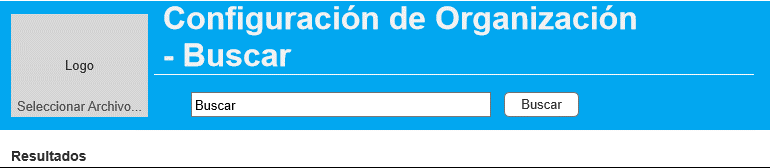 Configuración de Organización
- Buscar
Logo
Seleccionar Archivo...
Buscar
Buscar
Resultados